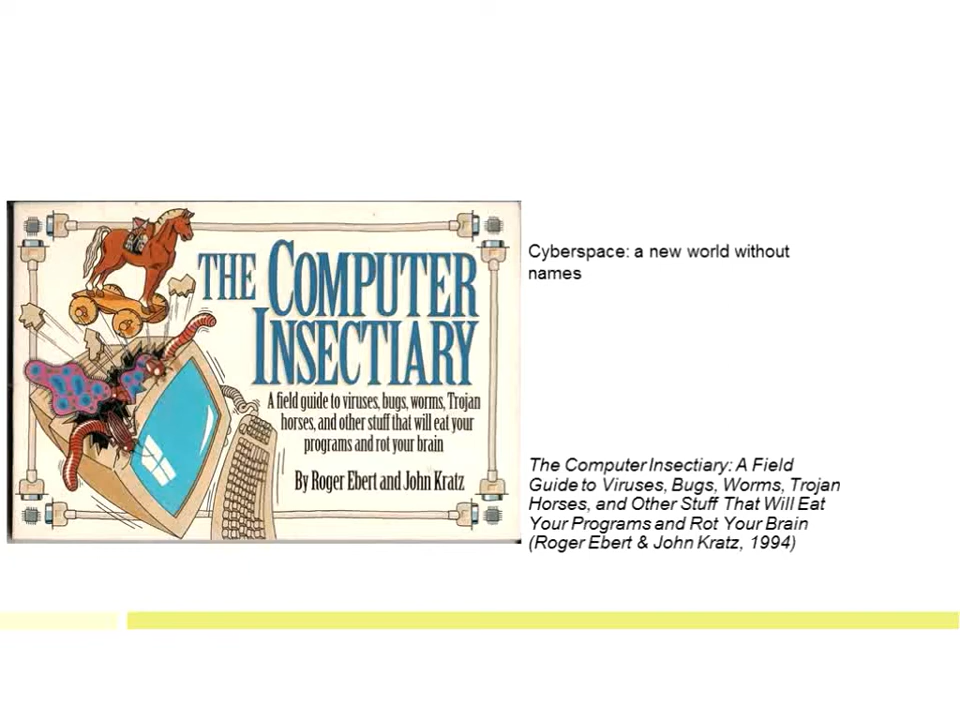 THE COMPUTER
INSECTIARY
A field guide to viruses, bugs, worms, Trojan
horses, and other stuff that will eat your
programs and rot your brain
By Roger Ebert and John Kratz
Cyberspace: a new world without
names
The Computer Insectiary: A Field
Guide to Viruses, Bugs, Worms, Trojan
Horses, and Other Stuff That Will Eat
Your Programs and Rot Your Brain
(Roger Ebert & John Kratz, 1994)